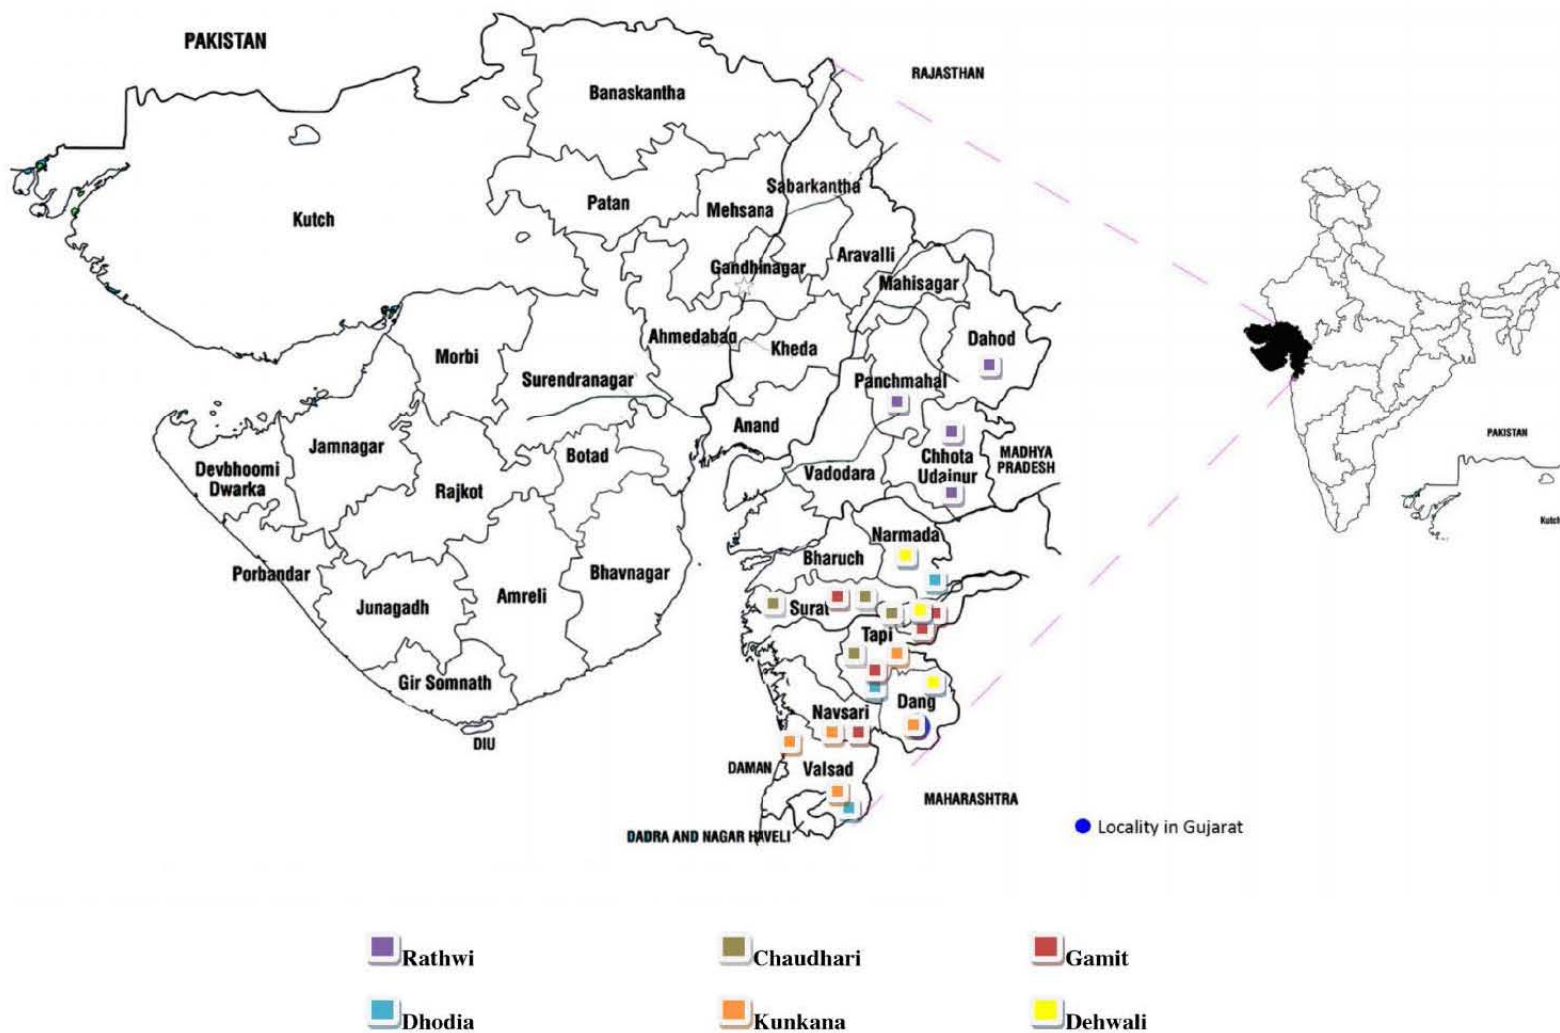 PAKISTAN
RAJASTHAN
Banaskantha
Kutch
Patan
Mehsana
Sabarkantha
Aravalli
Gandhinagar
Mahisagar
Ahmedabad
Kheda
Dahod
Morbi
Surendranagar
Panchmahal
Anand
Jamnagar
Botad
Devbhoomi
Dwarka
Rajkot
Vadodara
Chhota
Udaipur
MADHYA
PRADESH
PAKISTAN
Kutch
Narmada
Bharuch
Porbandar
Bhavnagar
Amreli
Junagadh
Surat
Tapi
Gir Somnath
Dang
Navsari
DIU
DAMAN
Valsad
MAHARASHTRA
DADRA AND NAGAR HAVELI
Locality in Gujarat
Rathwi
Chaudhari
Gamit
Dhodia
Kunkana
Dehwali